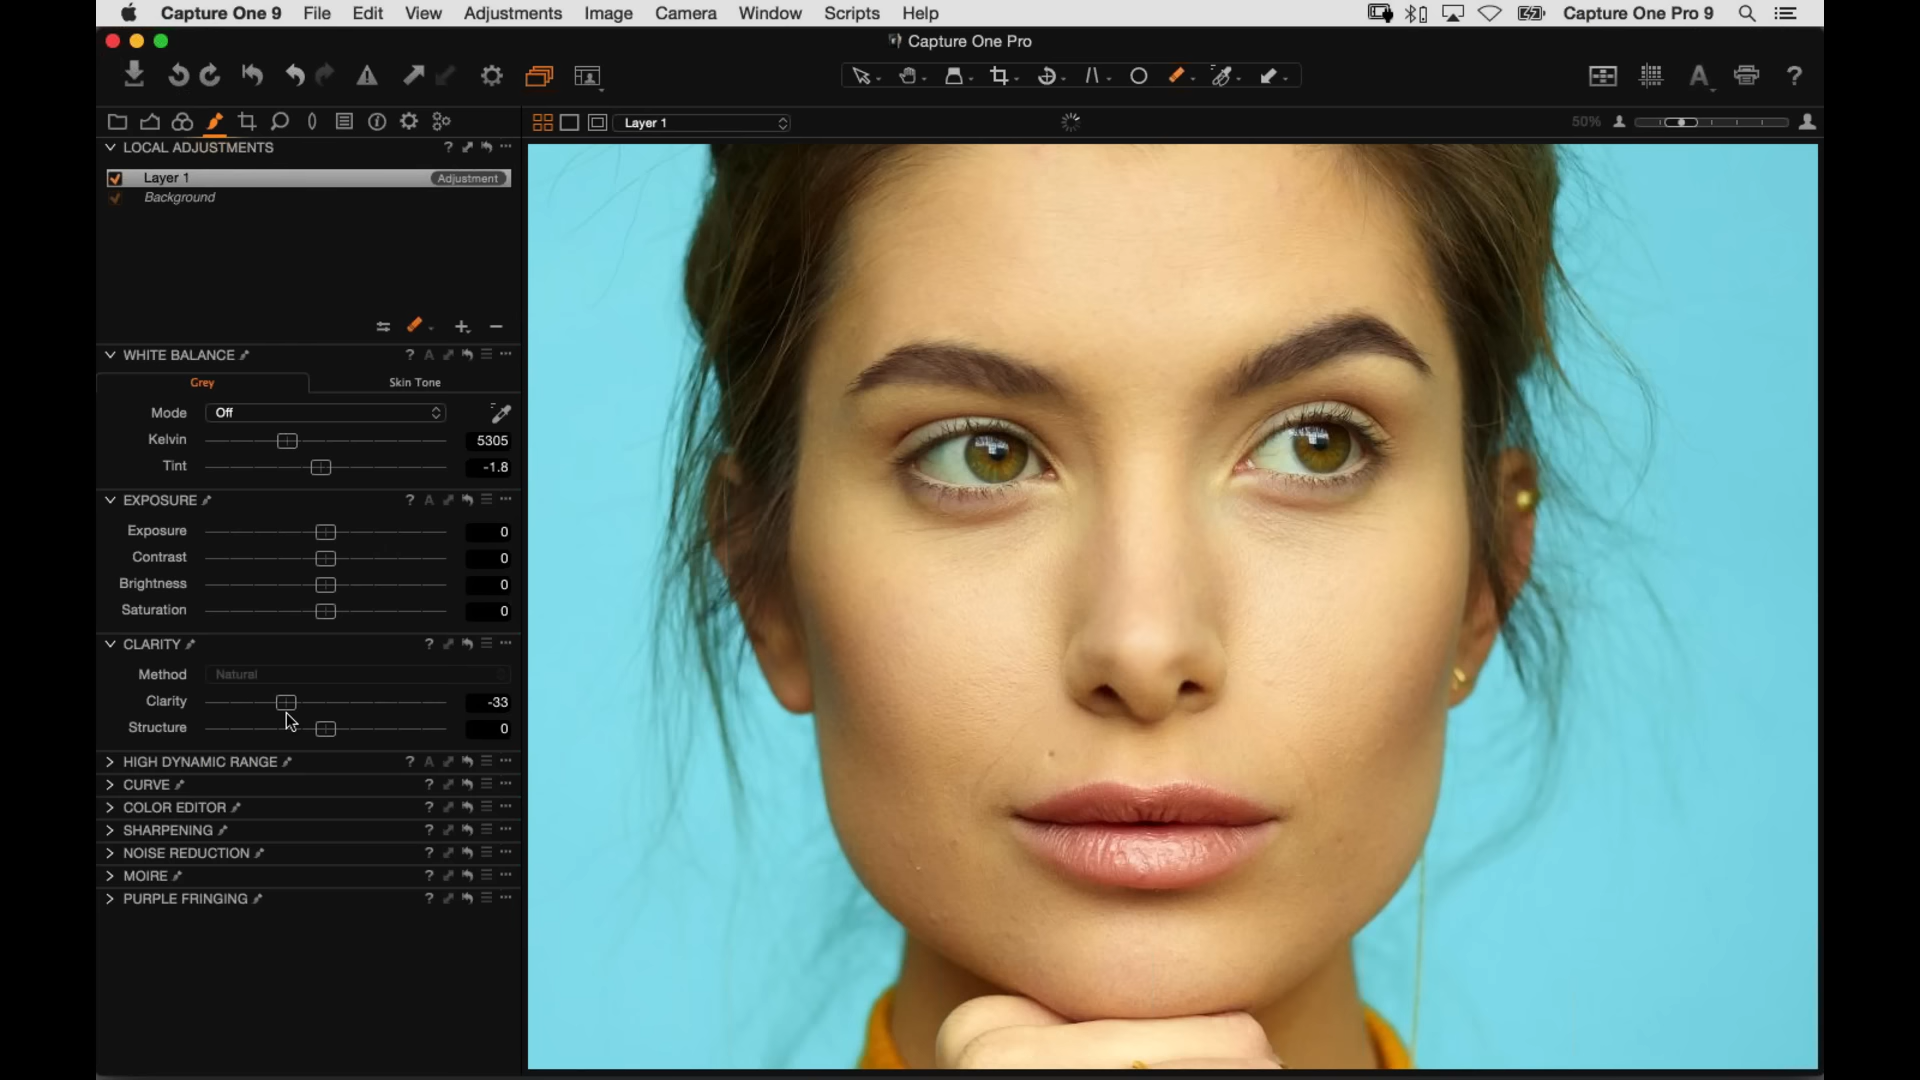 Capture One 9 File Edit View Adjustments Image Camera Window Scripts Help Capture One Pro 9
Capture One Pro
A ?
Layer 1 50%
LOCAL ADJUSTMENTS ?
Layer 1 Adjustment
Background
WHITE BALANCE ? A
Grey Skin Tone
Mode Off
Kelvin 5305
Tint -1.8
EXPOSURE ? A
Exposure 0
Contrast 0
Brightness 0
Saturation 0
CLARITY ?
Method Natural
Clarity -33
Structure 0
HIGH DYNAMIC RANGE ? A
CURVE ?
COLOR EDITOR ?
SHARPENING ?
NOISE REDUCTION ?
MOIRE ?
PURPLE FRINGING ?